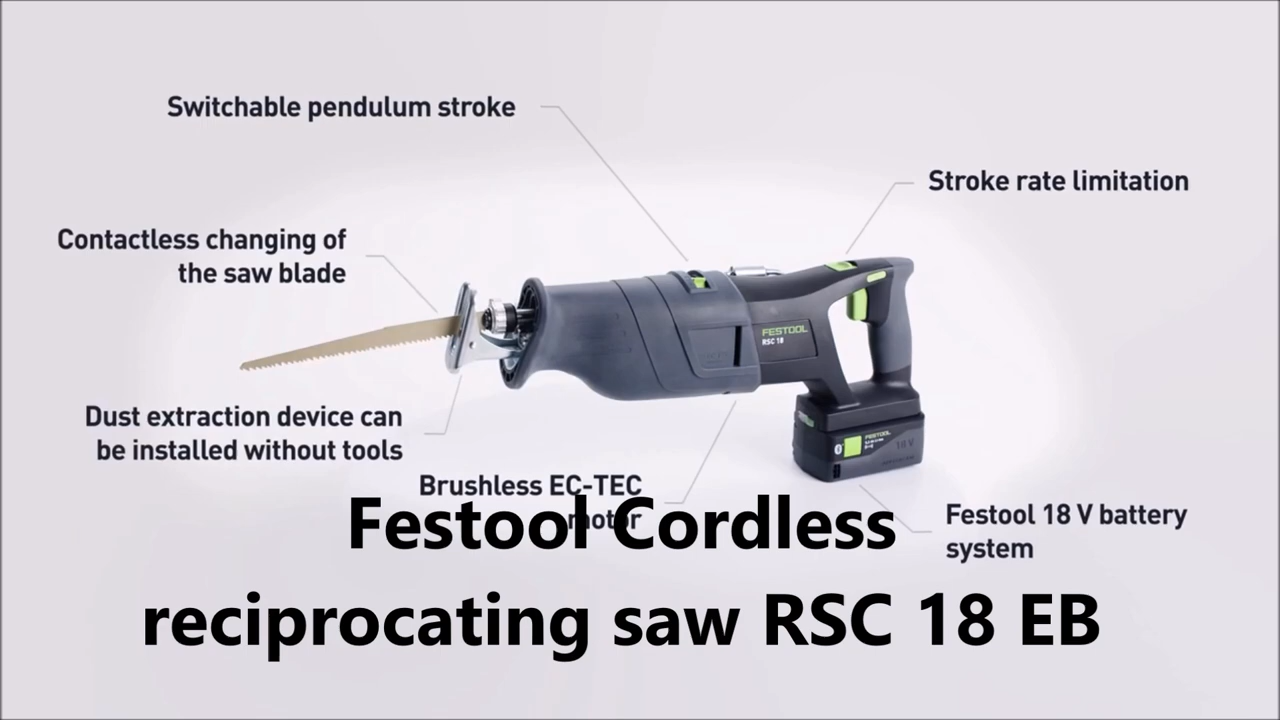 Switchable pendulum stroke
Stroke rate limitation
Contactless changing of
the saw blade
FESTOOL
RSC 18
Dust extraction device can
be installed without tools
FESTOOL
18 V
Brushless EC-TEC
motor
Festool 18 V battery
system
Festool Cordless
reciprocating saw RSC 18 EB